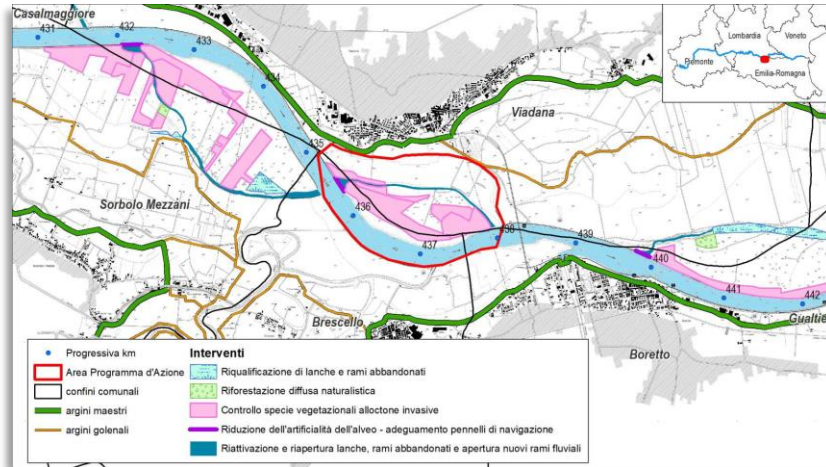 Casalmaggiore
431
432
433
434
435
436
437
438
439
440
441
442
Viadana
Sorbolo Mezzani
Brescello
Boretto
Gualtie
Lombardia
Veneto
Piemonte
Emilia-Romagna
Progressiva km
Area Programma d'Azione
confini comunali
argini maestri
argini golenali
Interventi
Riqualificazione di lanche e rami abbandonati
Riforestazione diffusa naturalistica
Controllo specie vegetazionali alloctone invasive
Riduzione dell'artificialità dell'alveo - adeguamento pennelli di navigazione
Riattivazione e riapertura lanche, rami abbandonati e apertura nuovi rami fluviali